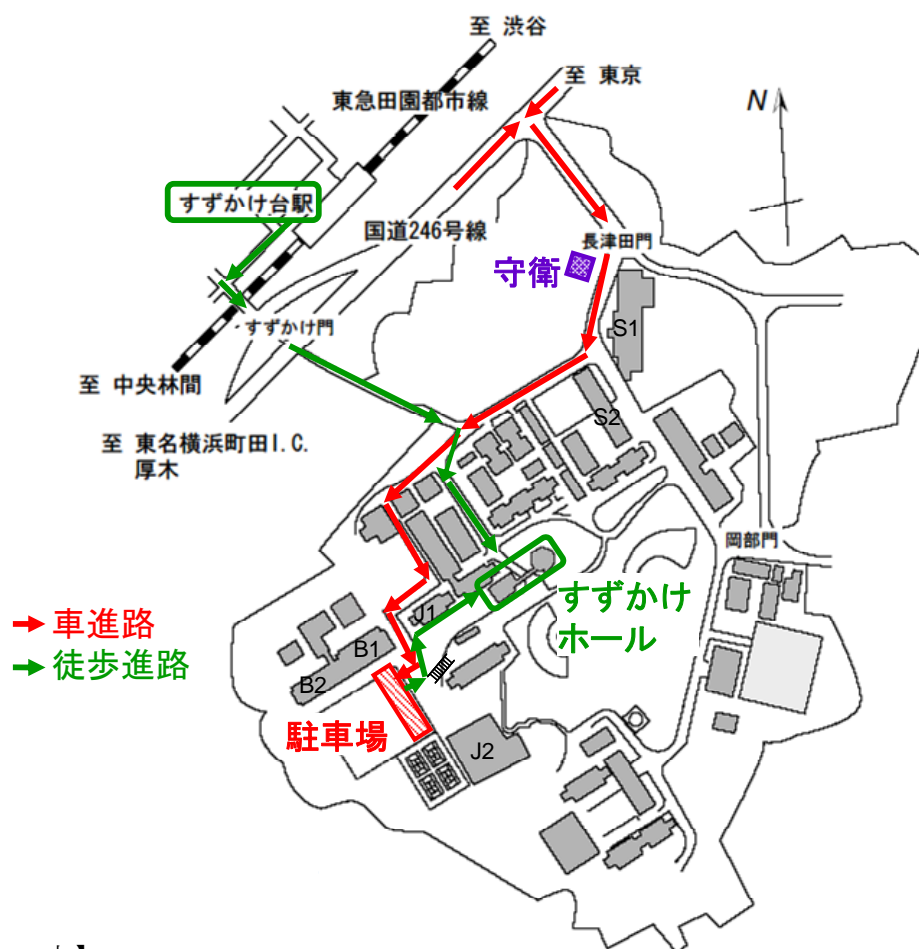 至 渋谷
至 東京
東急田園都市線
N
すずかけ台駅
国道246号線
長津田門
守衛
すずかけ門
S1
至 中央林間
S2
至 東名横浜町田I.C.
厚木
岡部門
すずかけ
ホール
J1
車進路
徒歩進路
B1
B2
駐車場
J2